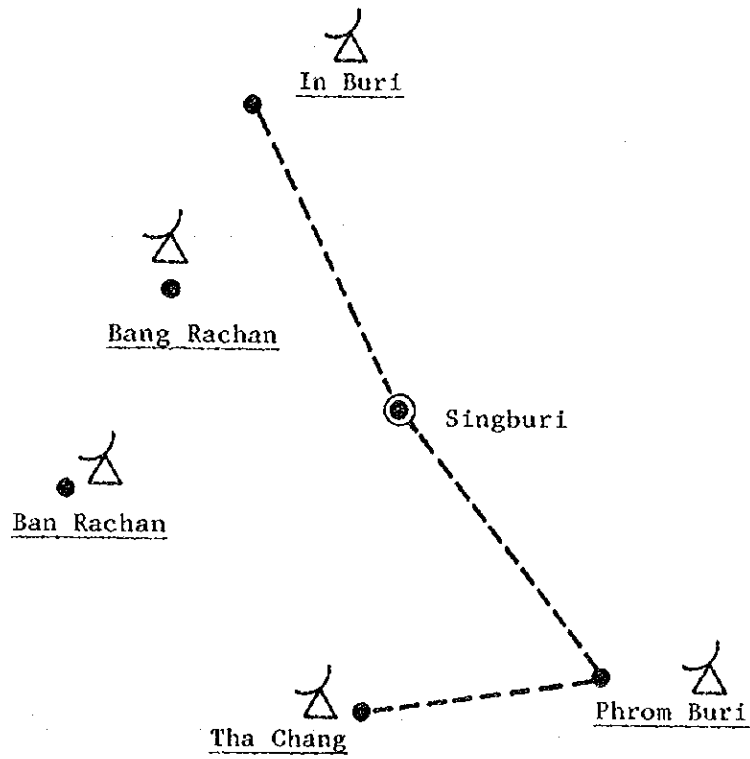 In Buri
Bang Rachan
Singburi
Ban Rachan
Phrom Buri
Tha Chang